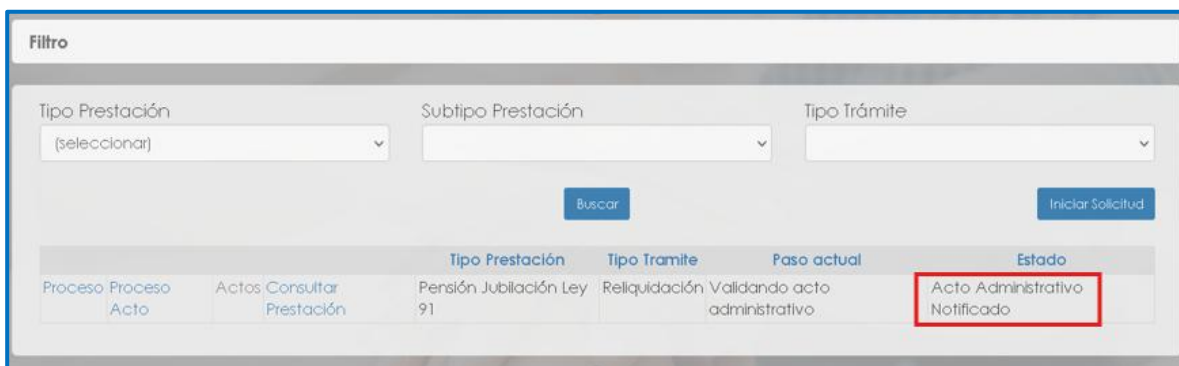 Filtro
Tipo Prestación Subtipo Prestación Tipo Trámite
(seleccionar)
Buscar Iniciar Solicitud
Tipo Prestación Tipo Tramite Paso actual Estado
Proceso Proceso Actos Consultar Pensión Jubilación Ley Reliquidación Validando acto Acto Administrativo
Acto Prestación 91 administrativo Notificado